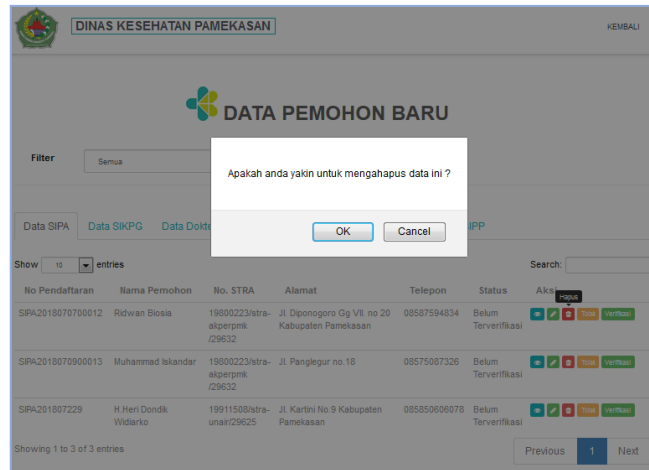 DINAS KESEHATAN PAMEKASAN
KEMBALI
DATA PEMOHON BARU
Filter
Semua
Apakah anda yakin untuk mengahapus data ini ?
OK Cancel
Data SIPA Data SIKPG Data Dokte IPP
Show 10 entries Search:
No Pendaftaran Nama Pemohon No. STRA Alamat Telepon Status Aksi
Hapus
SIPA2018070700012 Ridwan Biosia 19800223/stra- Jl. Diponogoro Gg VII. no 20 08587594834 Belum Tolak Verifikasi
akperpmk Kabupaten Pamekasan Terverifikasi
/29632
SIPA2018070900013 Muhammad Iskandar 19800223/stra- Jl. Panglegur no.18 08575087326 Belum Tolak Verifikasi
akperpmk Terverifikasi
/29632
SIPA201807229 H.Heri Dondik 19911508/stra- Jl. Kartini No.9 Kabupaten 085850606078 Belum Tolak Verifikasi
Widiarko unair/29625 Pamekasan Terverifikasi
Showing 1 to 3 of 3 entries Previous 1 Next